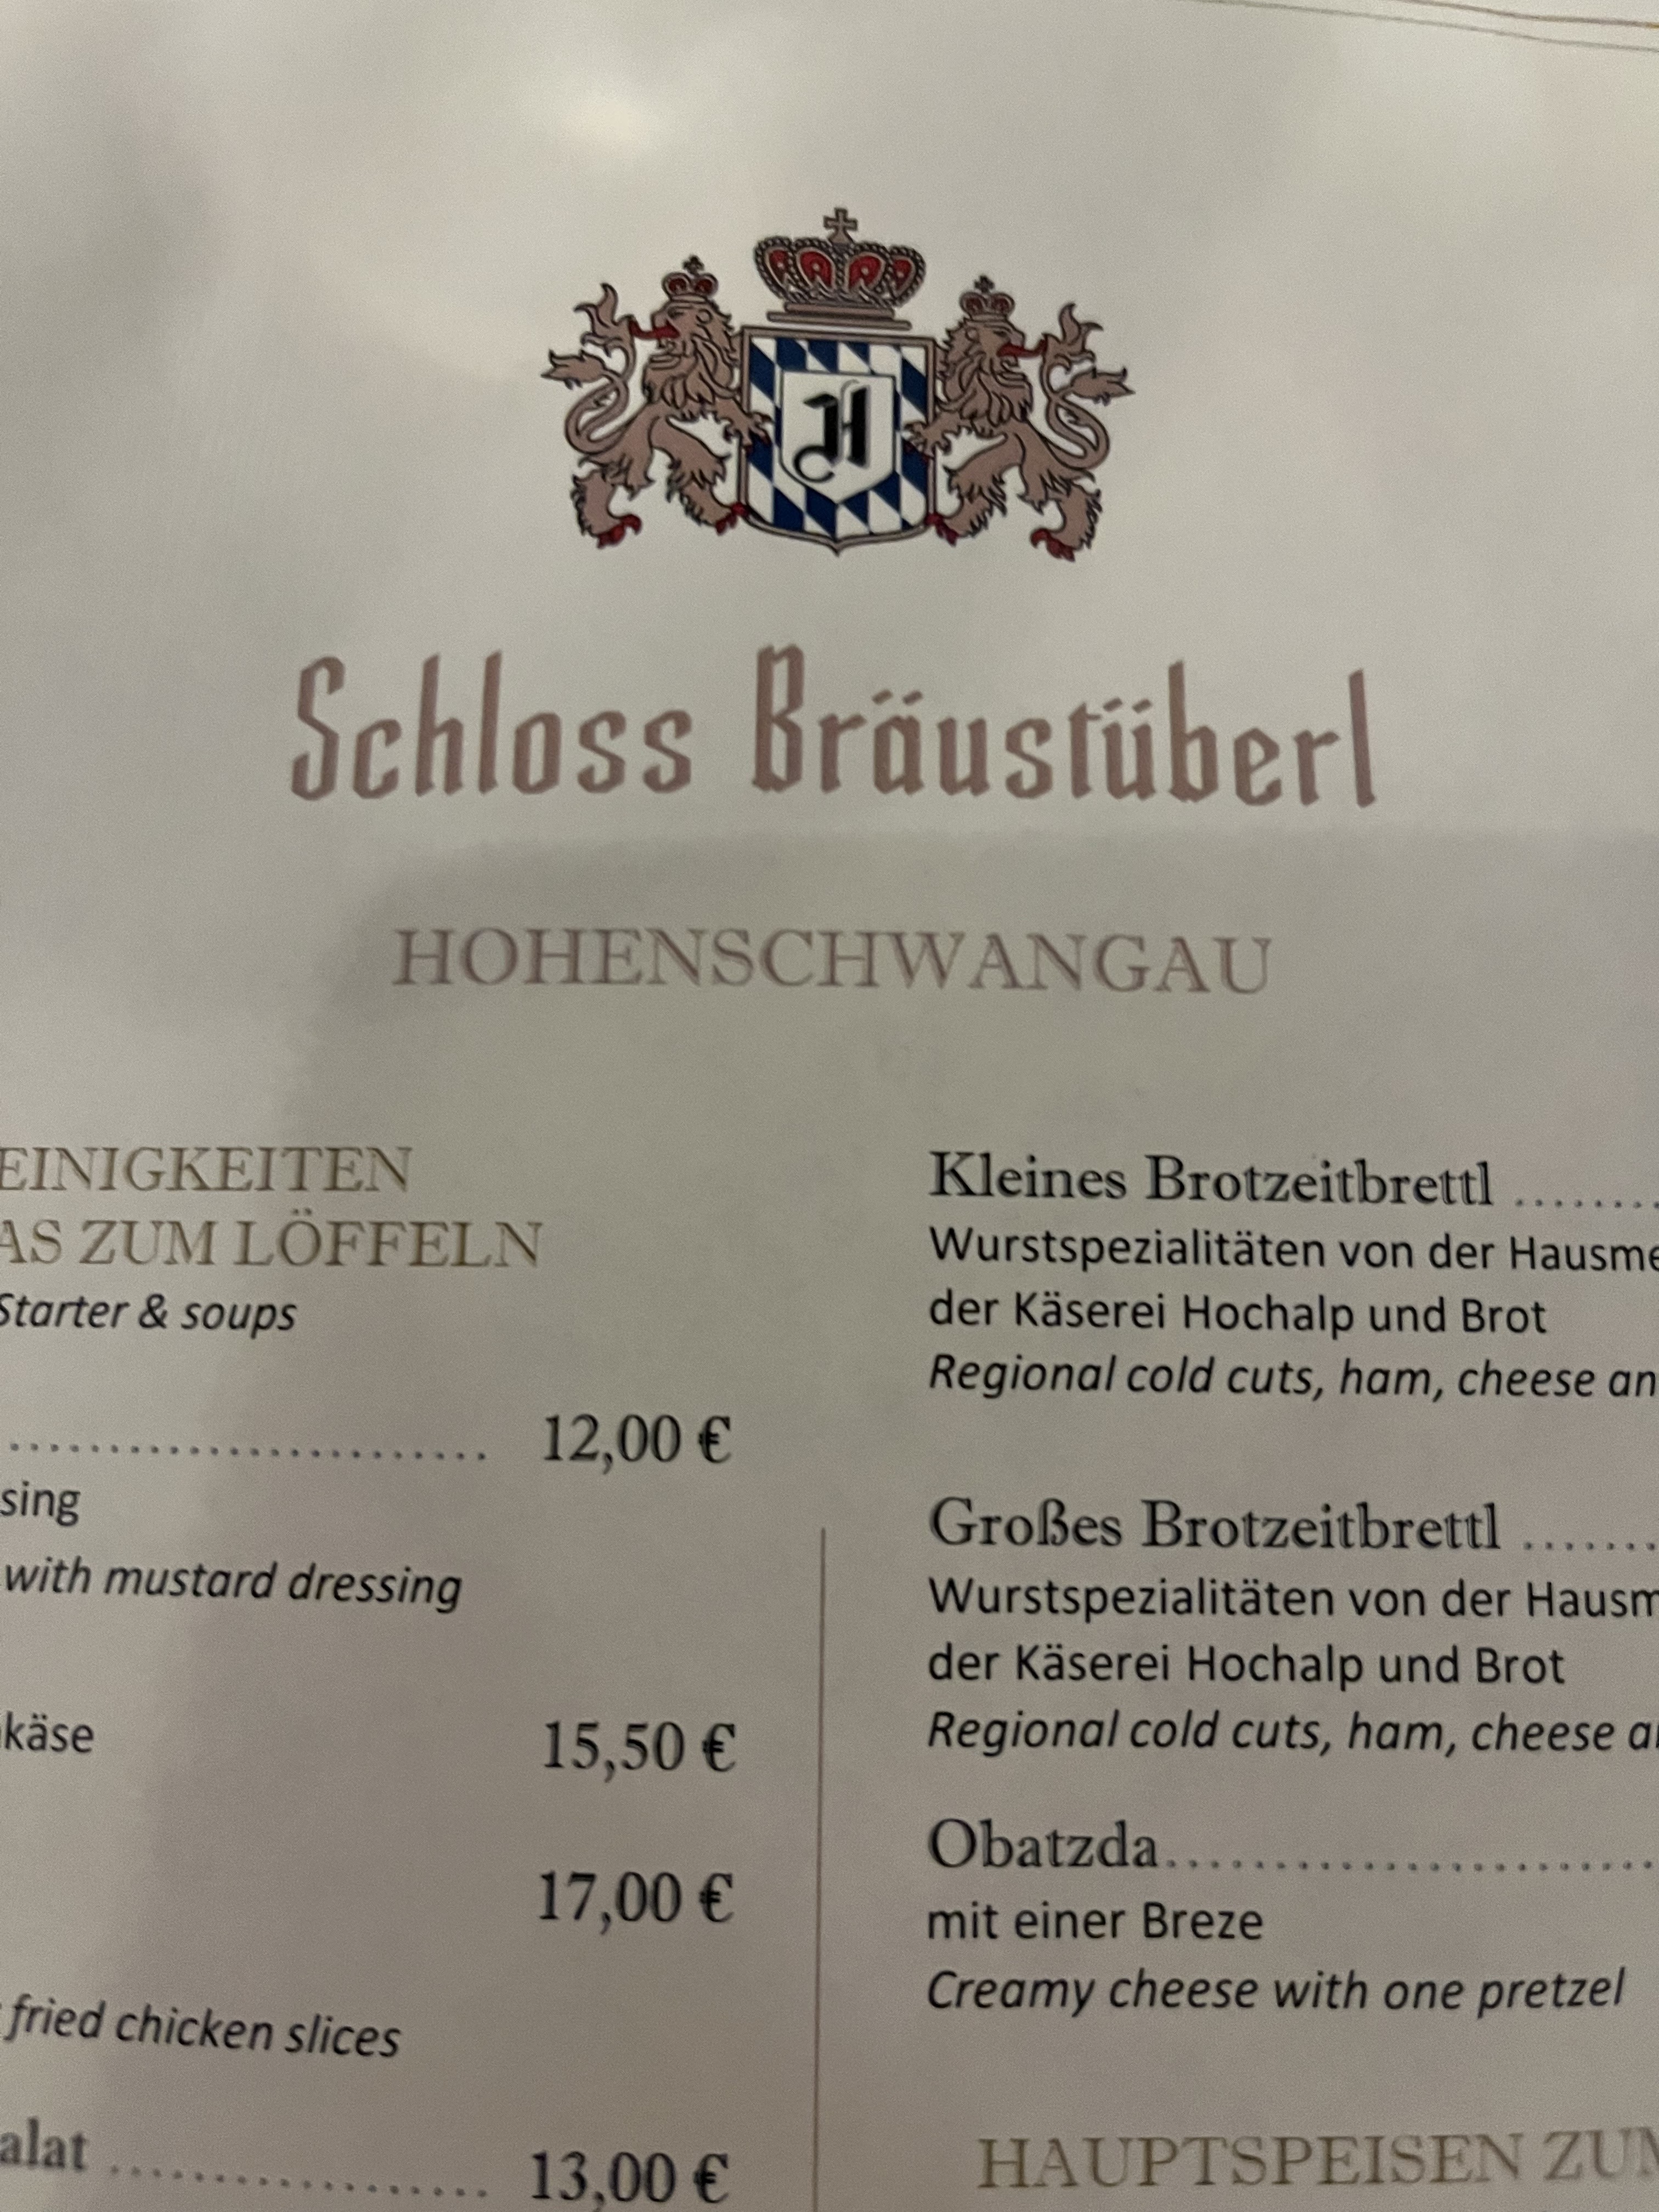 H
Schloss Bräustüberl
HOHENSCHWANGAU
EINIGKEITEN
AS ZUM LÖFFELN
Starter & soups
........................ 12,00 €
sing
with mustard dressing
käse 15,50 €
17,00 €
fried chicken slices
alat ........................ 13,00 €
Kleines Brotzeitbrettl ........
Wurstspezialitäten von der Hausme
der Käserei Hochalp und Brot
Regional cold cuts, ham, cheese an
Großes Brotzeitbrettl ........
Wurstspezialitäten von der Hausm
der Käserei Hochalp und Brot
Regional cold cuts, ham, cheese a
Obatzda........................
mit einer Breze
Creamy cheese with one pretzel
HAUPTSPEISEN ZUM